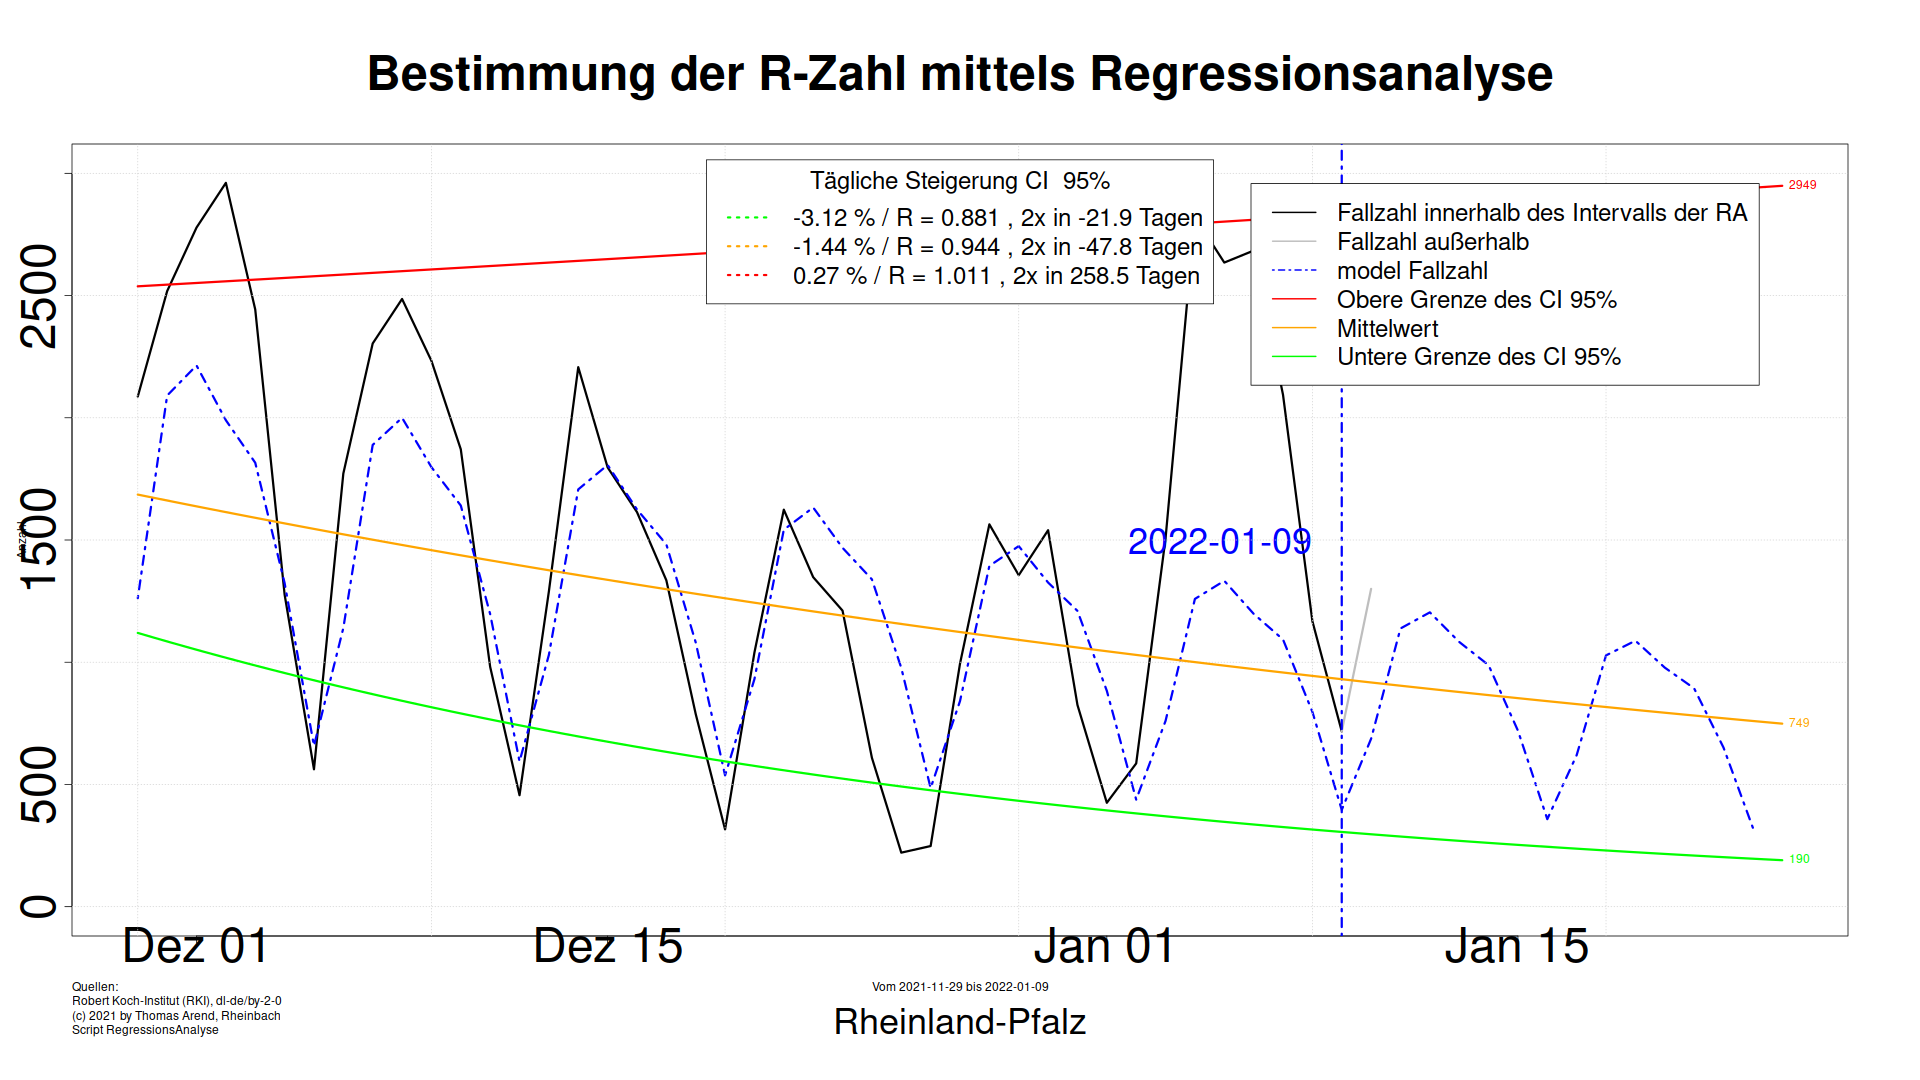 Bestimmung der R-Zahl mittels Regressionsanalyse
Tägliche Steigerung CI  95%
-3.12 % / R = 0.881 , 2x in -21.9 Tagen
-1.44 % / R = 0.944 , 2x in -47.8 Tagen
0.27 % / R = 1.011 , 2x in 258.5 Tagen
2949
Fallzahl innerhalb des Intervalls der RA
Fallzahl außerhalb
model Fallzahl
Obere Grenze des CI 95%
Mittelwert
Untere Grenze des CI 95%
2500
1500
500
0
Anzahl
2022-01-09
749
190
Dez 01
Dez 15
Jan 01
Jan 15
Quellen:
Robert Koch-Institut (RKI), dl-de/by-2-0
(c) 2021 by Thomas Arend, Rheinbach
Script RegressionsAnalyse
Vom 2021-11-29 bis 2022-01-09
Rheinland-Pfalz